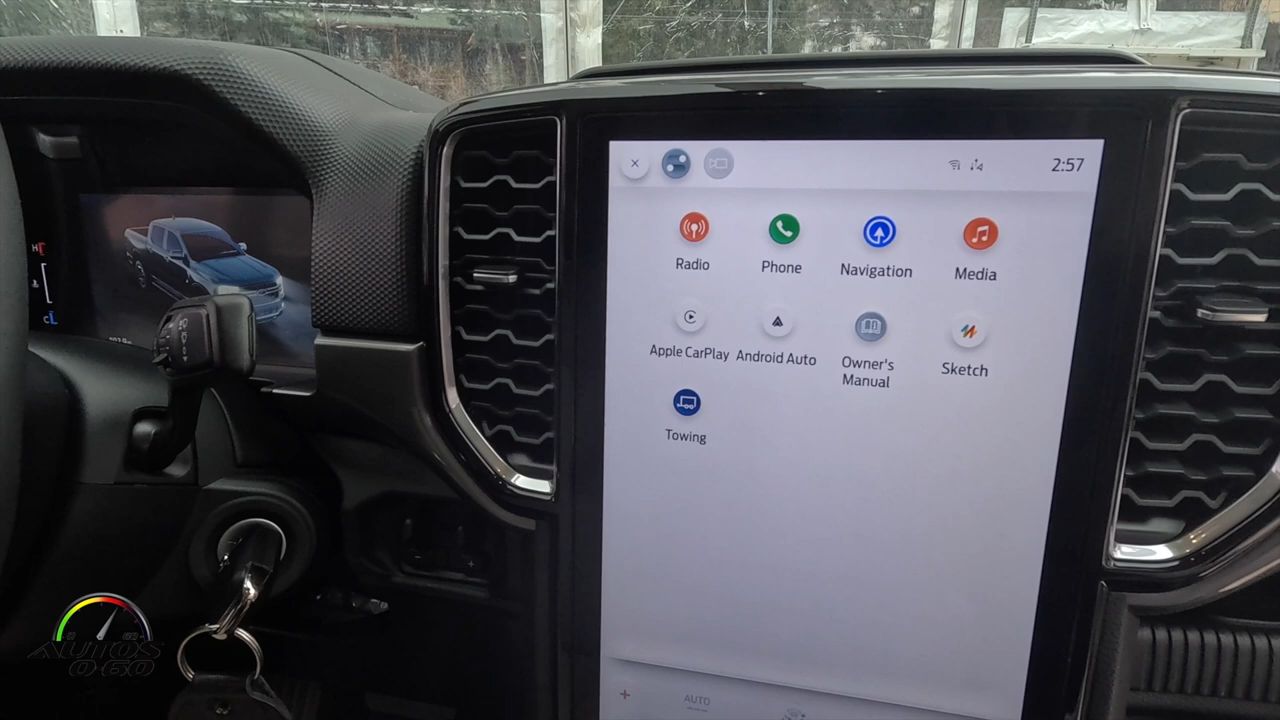 2:57
Radio
Phone
Navigation
Media
Apple CarPlay
Android Auto
Owner's
Manual
Sketch
Towing
AUTO
H
C
AUTOS
0-60